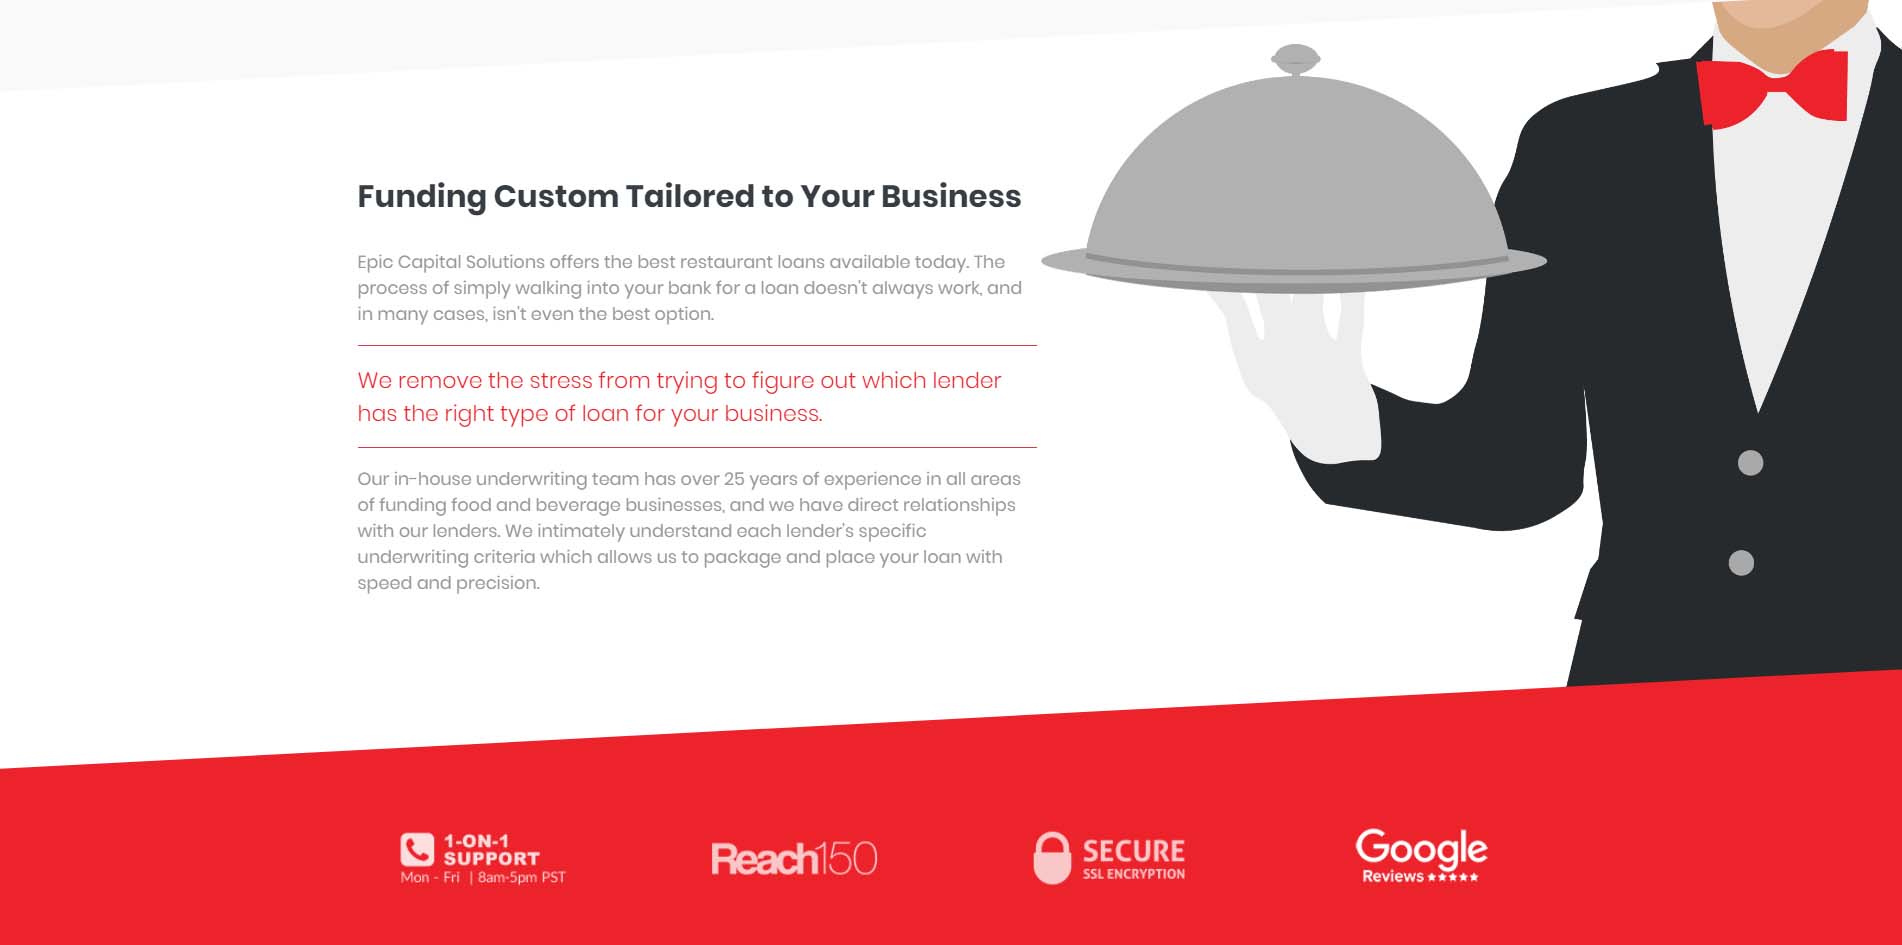 Funding Custom Tailored to Your Business
Epic Capital Solutions offers the best restaurant loans available today. The
process of simply walking into your bank for a loan doesn't always work, and
in many cases, isn't even the best option.
We remove the stress from trying to figure out which lender
has the right type of loan for your business.
Our in-house underwriting team has over 25 years of experience in all areas
of funding food and beverage businesses, and we have direct relationships
with our lenders. We intimately understand each lender's specific
underwriting criteria which allows us to package and place your loan with
speed and precision.
1-ON-1
SUPPORT
Mon - Fri | 8am-5pm PST
Reach150
SECURE
SSL ENCRYPTION
Google
Reviews ★★★★★